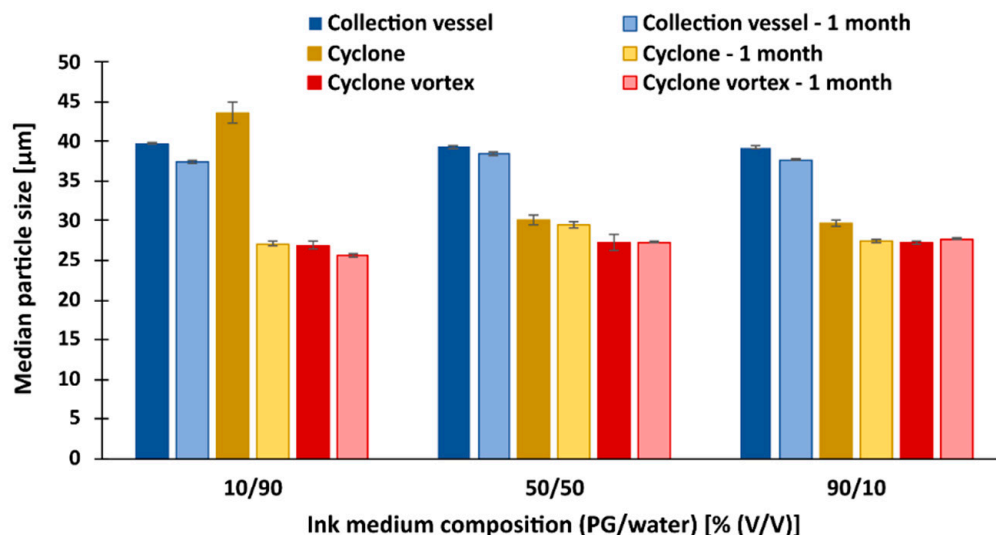 Collection vessel
Collection vessel - 1 month
Cyclone
Cyclone - 1 month
Cyclone vortex
Cyclone vortex - 1 month
Median particle size [µm]
50
45
40
35
30
25
20
15
10
5
0
10/90
50/50
90/10
Ink medium composition (PG/water) [% (V/V)]